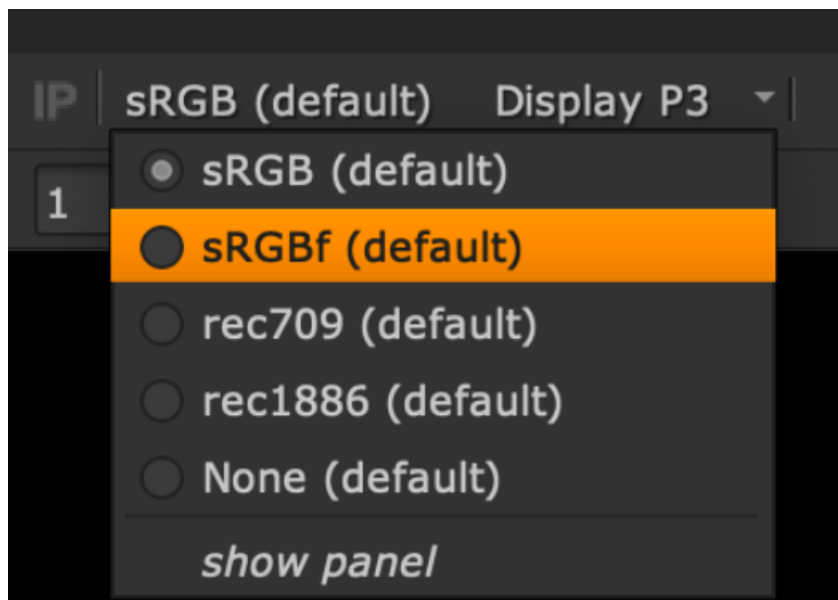 IP sRGB (default) Display P3
sRGB (default)
1
sRGBf (default)
rec709 (default)
rec1886 (default)
None (default)
show panel